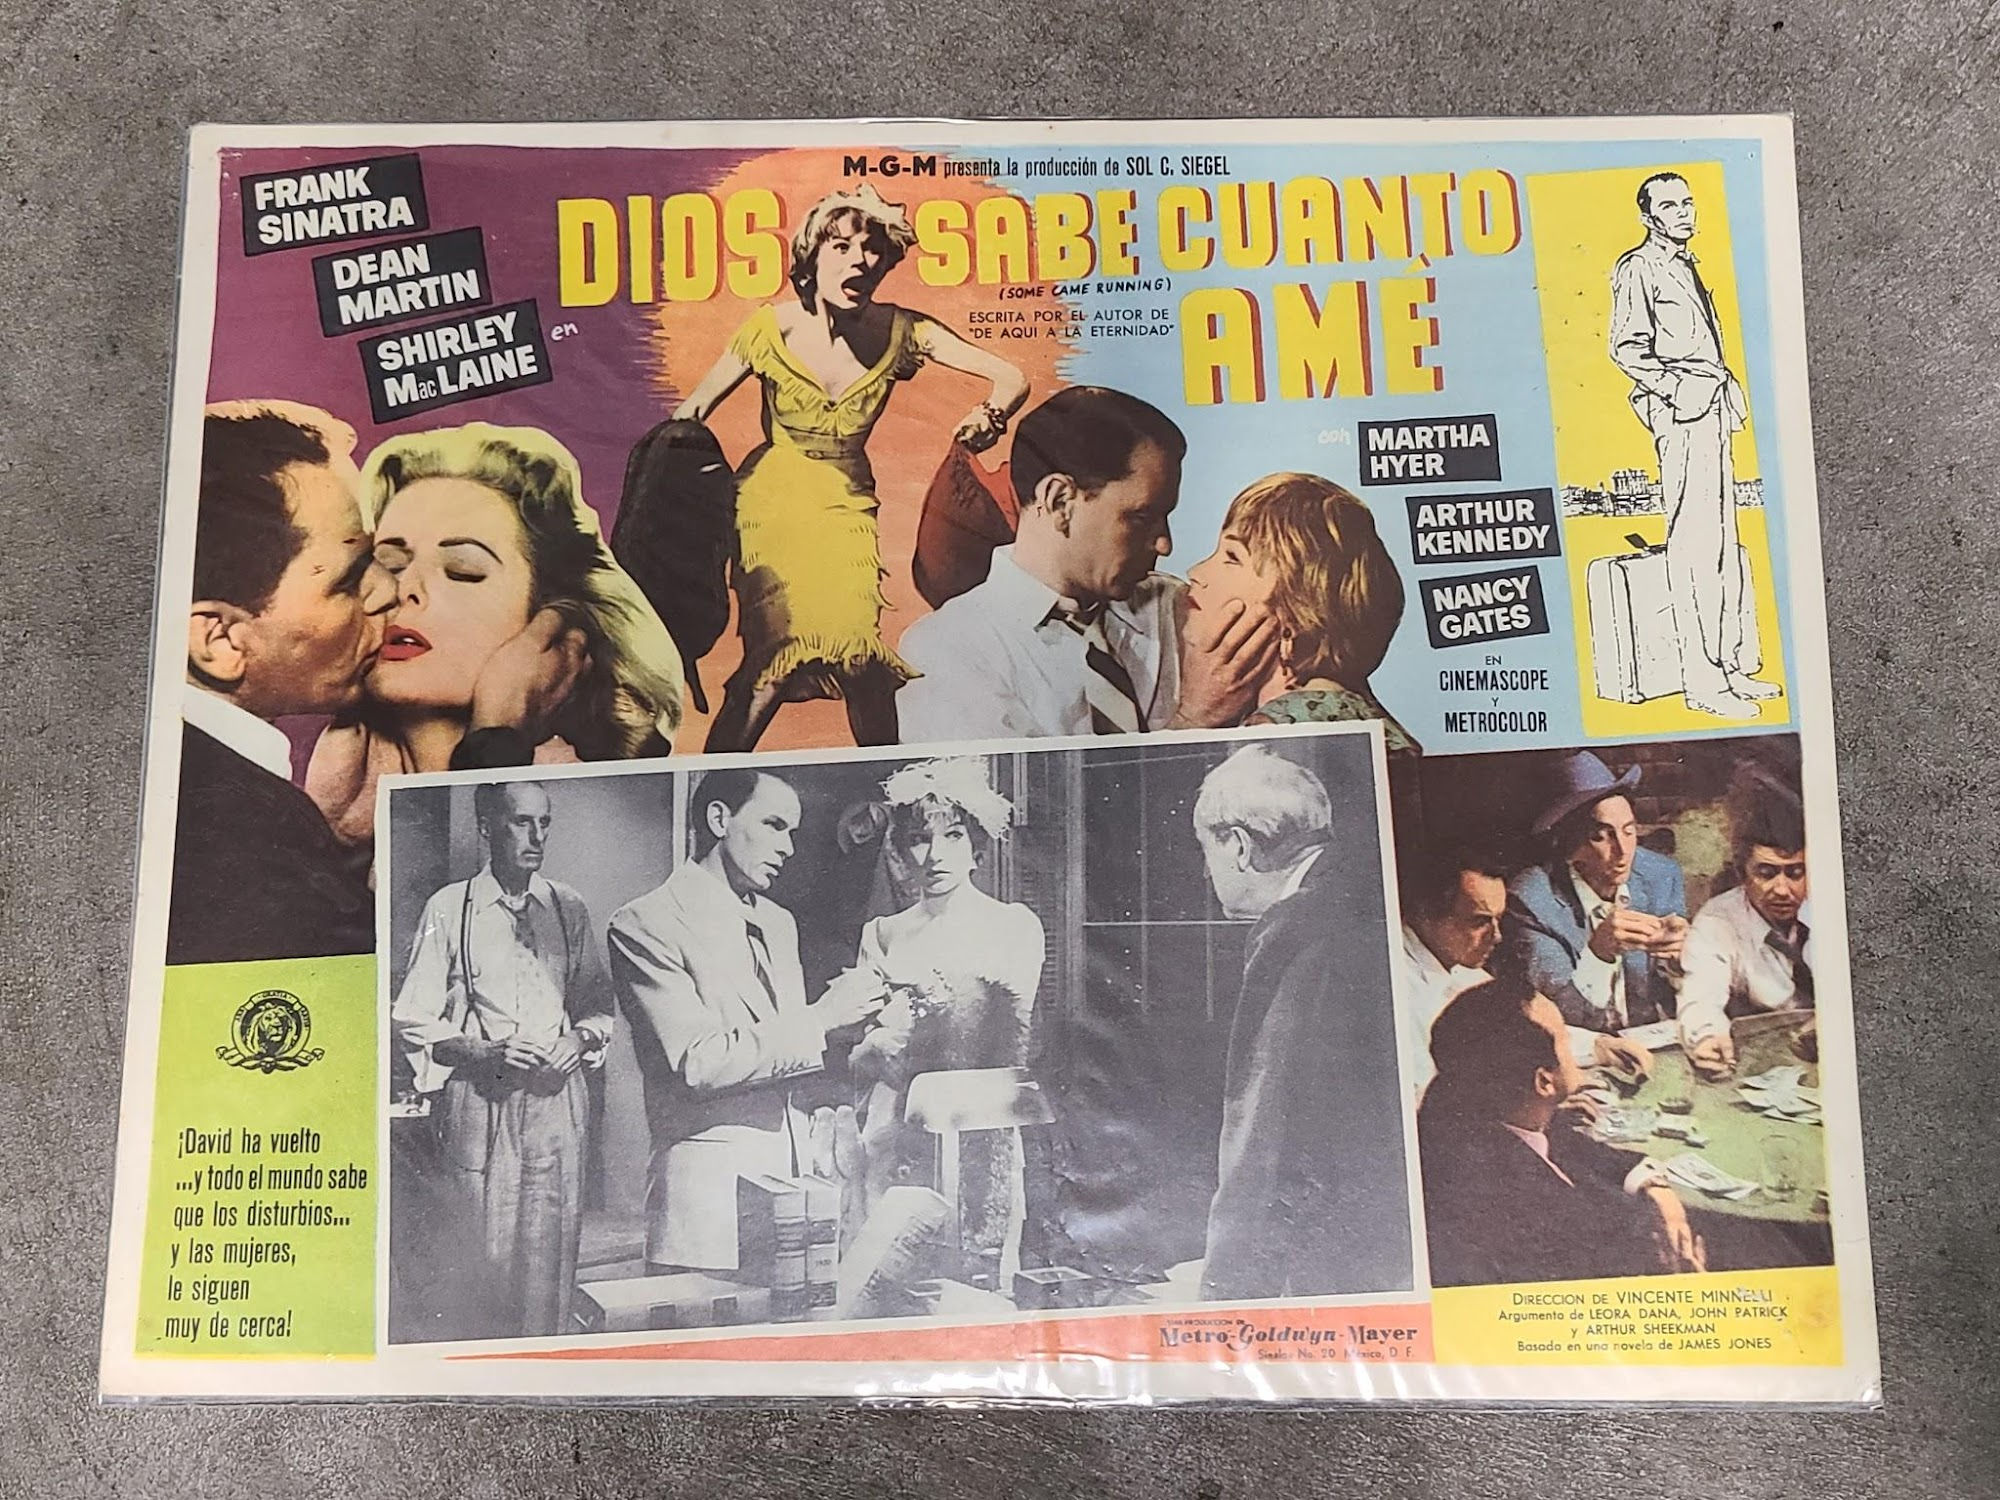 M-G-M presenta la producción de SOL C. SIEGEL
FRANK
SINATRA
DEAN
MARTIN
SHIRLEY
MacLAINE
en
DIOS SABE CUANTO
AMÉ
(SOME CAME RUNNING)
ESCRITA POR EL AUTOR DE
"DE AQUI A LA ETERNIDAD"
con
MARTHA
HYER
ARTHUR
KENNEDY
NANCY
GATES
EN
CINEMASCOPE
Y
METROCOLOR
¡David ha vuelto
...y todo el mundo sabe
que los disturbios...
y las mujeres,
le siguen
muy de cerca!
Metro-Goldwyn-Mayer
Sinaloa No. 20 México, D. F.
DIRECCION DE VINCENTE MINNELLI
Argumento de LEORA DANA, JOHN PATRICK
y ARTHUR SHEEKMAN
Basada en una novela de JAMES JONES